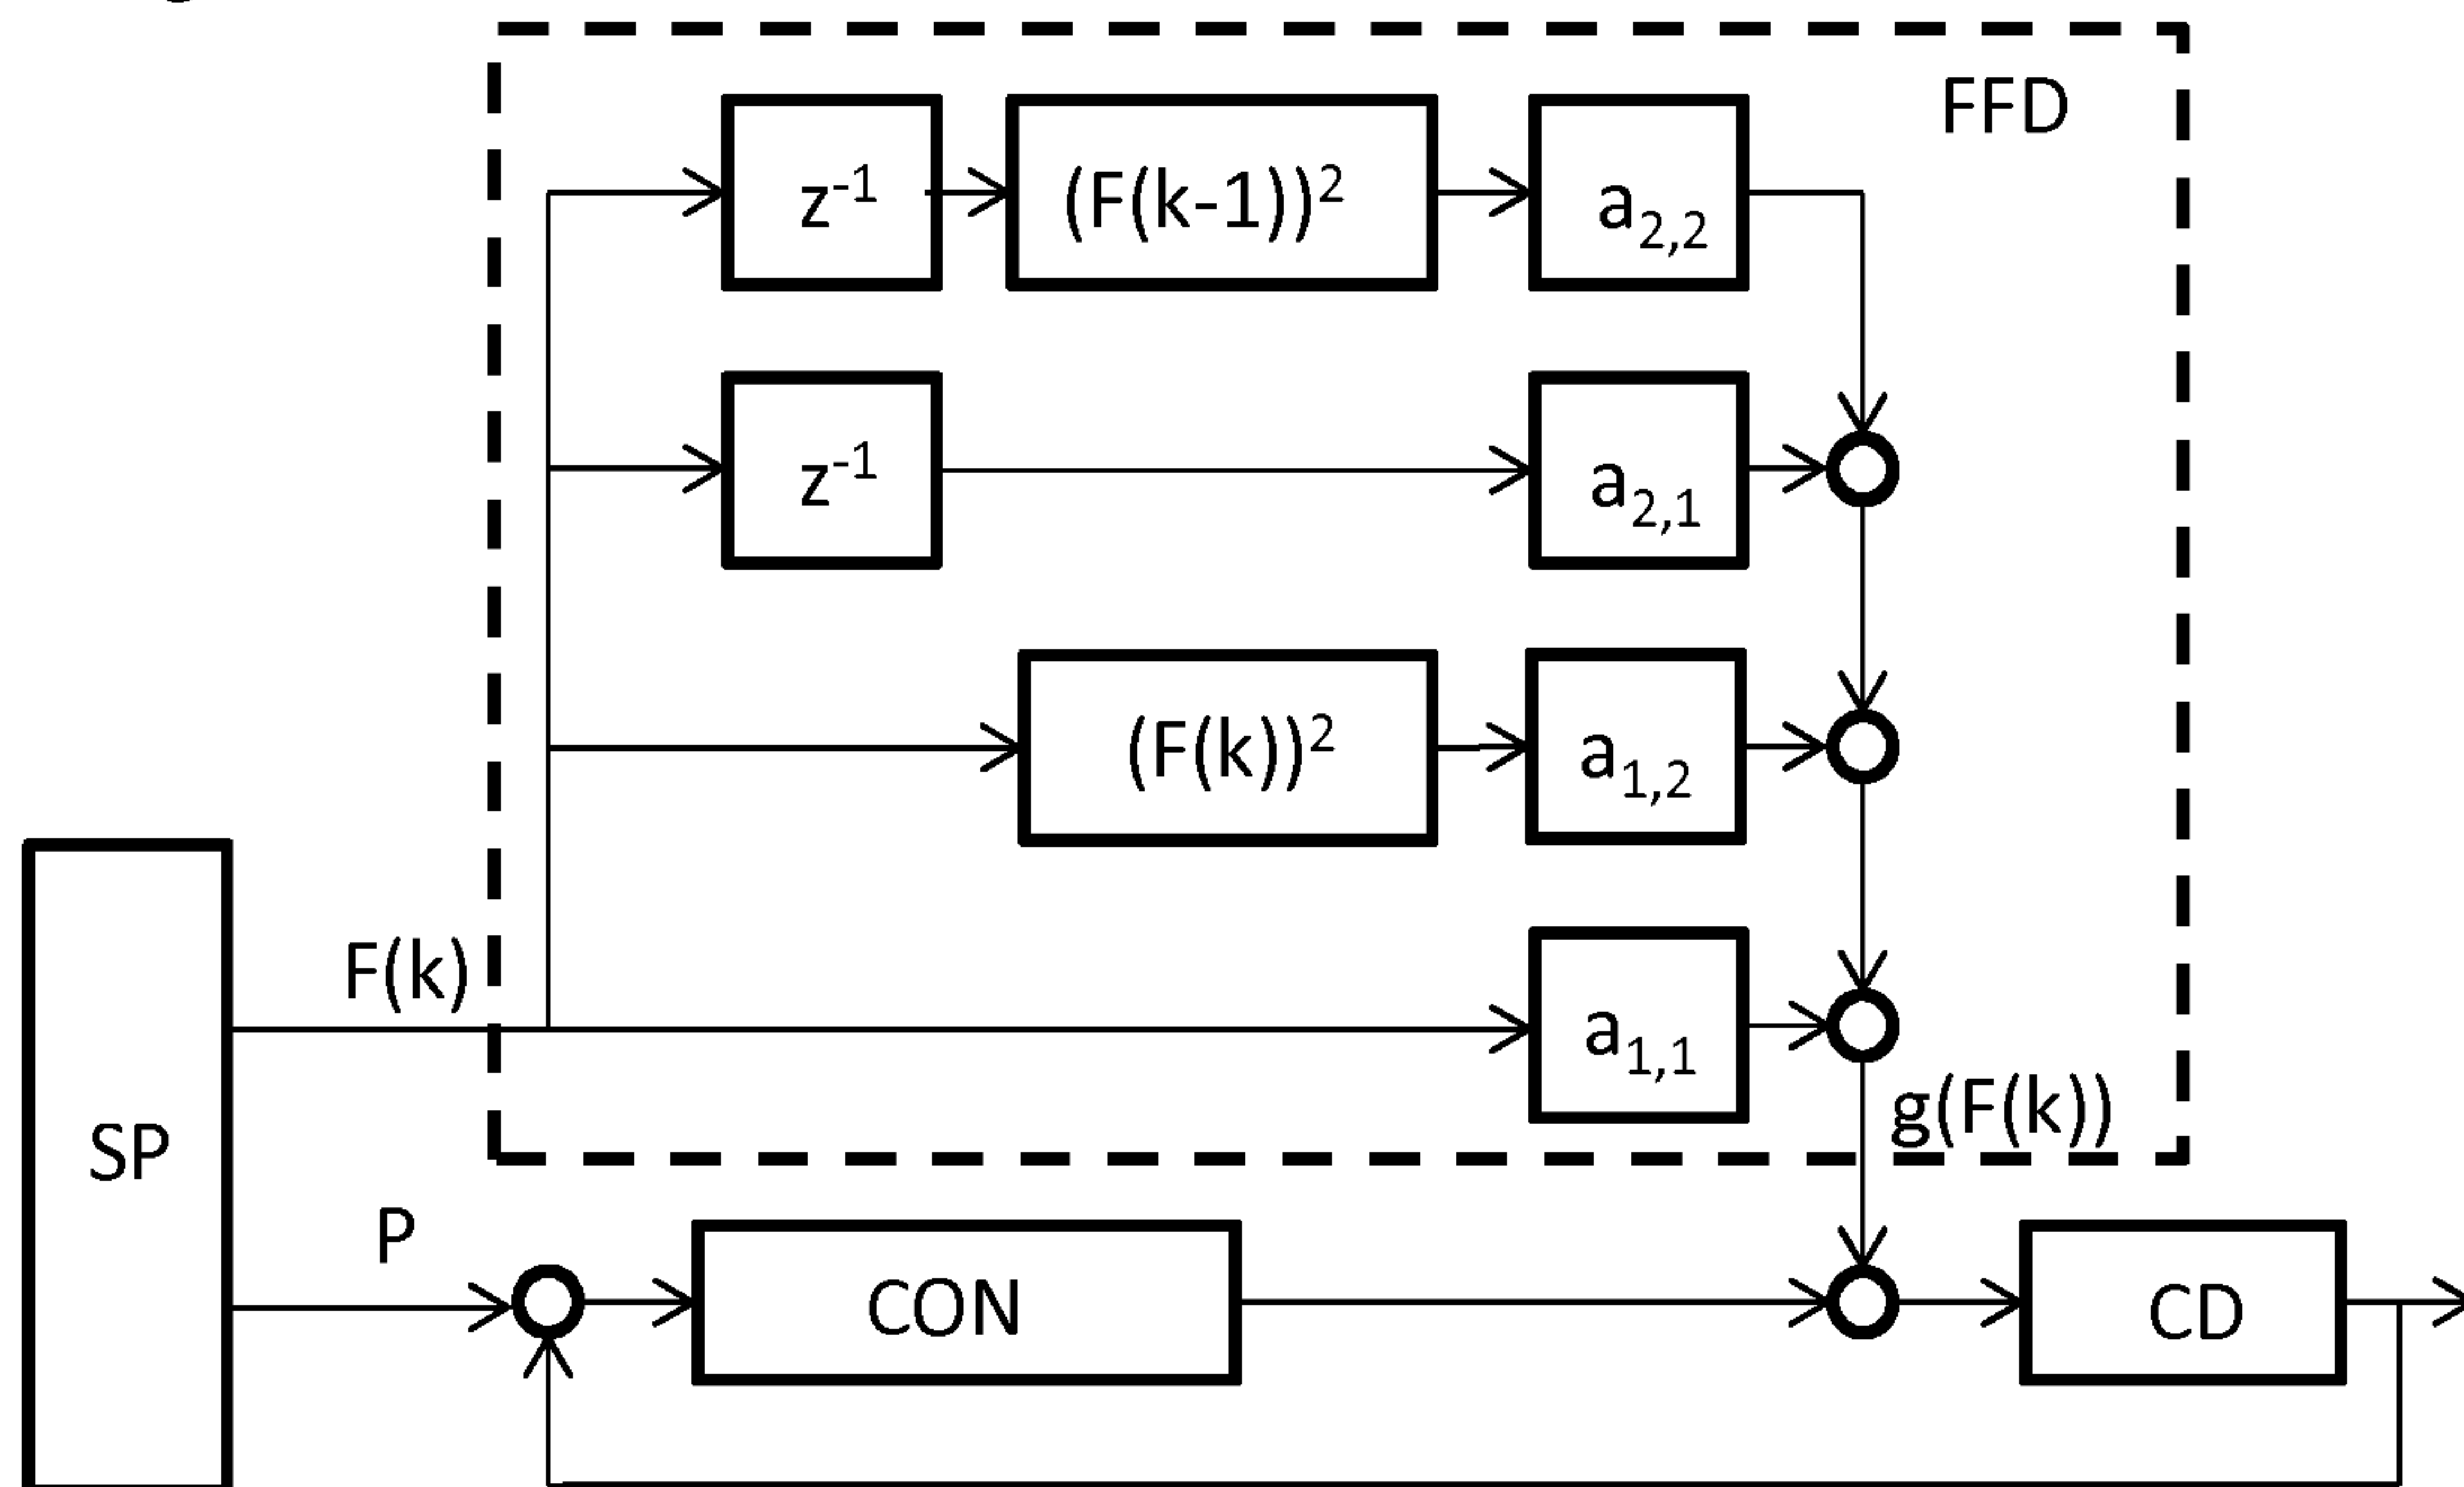 FFD
z⁻¹ (F(k-1))² a₂,₂
z⁻¹ a₂,₁
(F(k))² a₁,₂
F(k)
a₁,₁
g(F(k))
SP
P
CON
CD